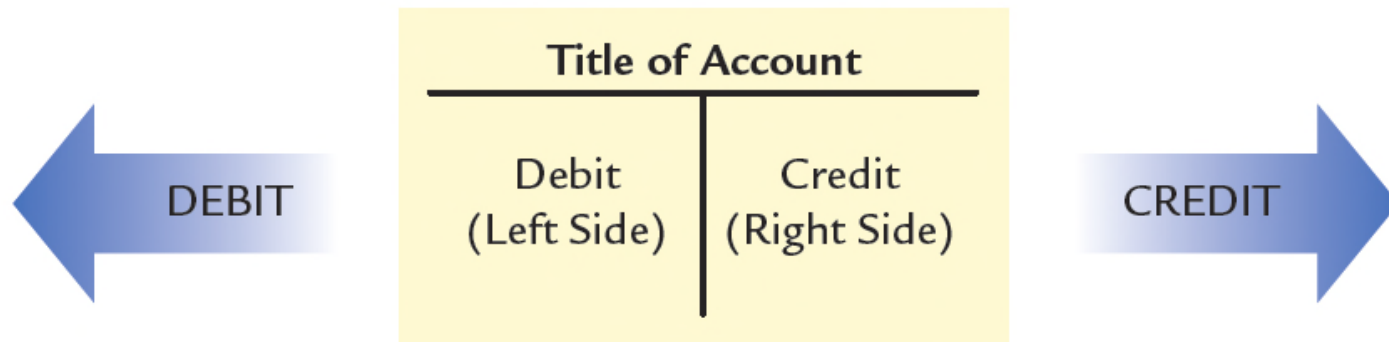 Title of Account
DEBIT
Debit
(Left Side)
Credit
(Right Side)
CREDIT